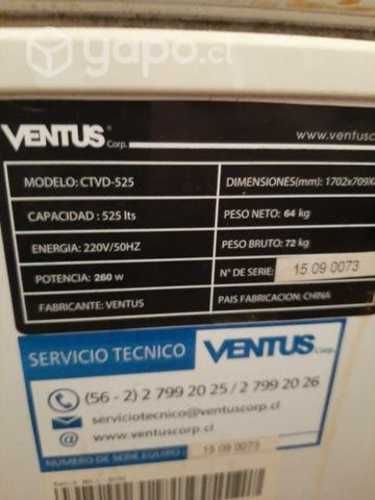 yapo.cl
VENTUS Corp. www.ventusc
MODELO: CTVD-525 DIMENSIONES(mm): 1702x709x
CAPACIDAD : 525 lts PESO NETO: 64 kg
ENERGIA: 220V/50HZ PESO BRUTO: 72 kg
POTENCIA: 260 w N° DE SERIE: 15 09 0073
FABRICANTE: VENTUS PAIS FABRICACION: CHINA
SERVICIO TECNICO VENTUS Corp.
(56 - 2) 2 799 20 25 / 2 799 20 26
serviciotecnico@ventuscorp.cl
@ www.ventuscorp.cl
NUMERO DE SERIE EQUIPO : 15 09 0073